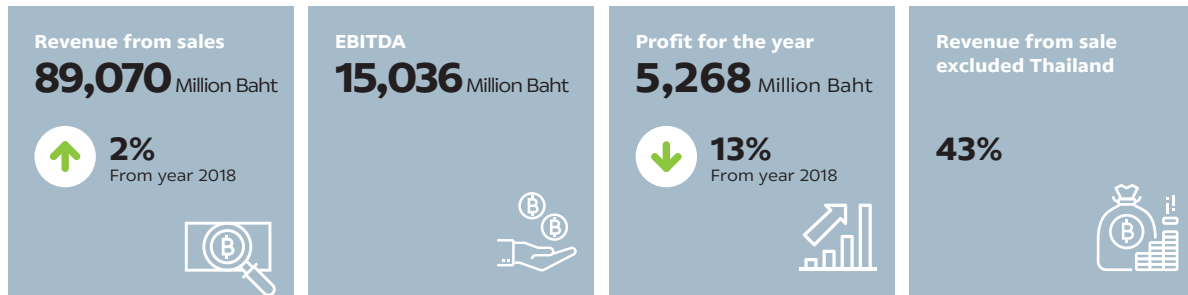 Revenue from sales
89,070 Million Baht
2%
From year 2018
EBITDA
15,036 Million Baht
Profit for the year
5,268 Million Baht
13%
From year 2018
Revenue from sale
excluded Thailand
43%